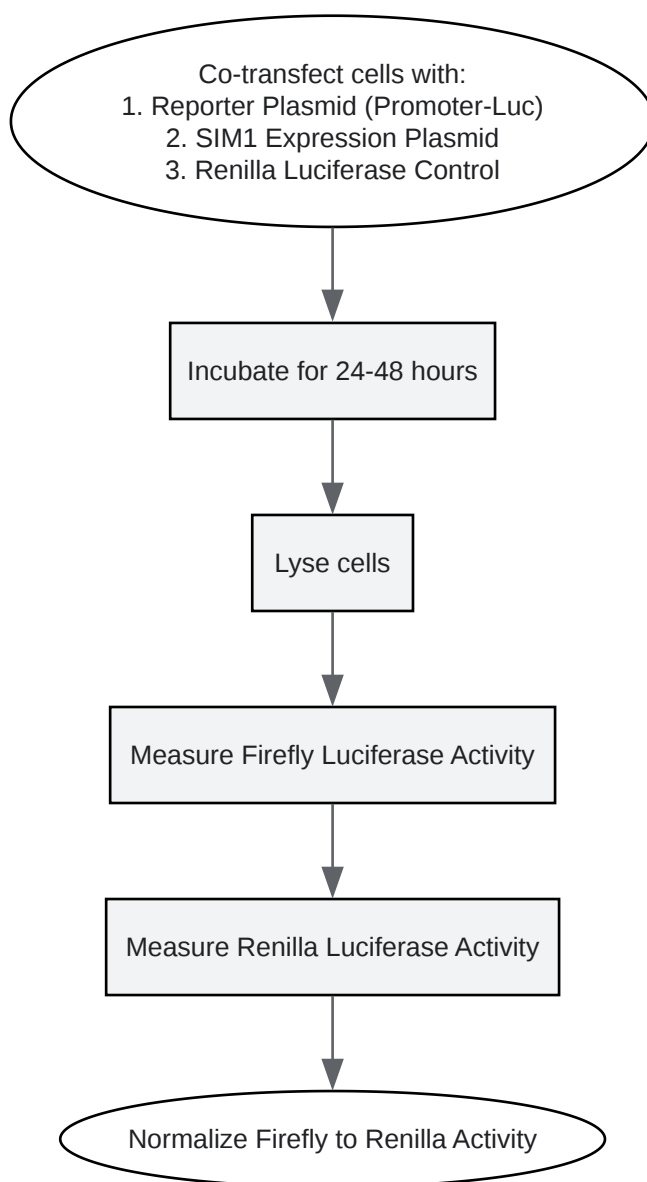 Co-transfect cells with:
1. Reporter Plasmid (Promoter-Luc)
2. SIM1 Expression Plasmid
3. Renilla Luciferase Control
Incubate for 24-48 hours
Lyse cells
Measure Firefly Luciferase Activity
Measure Renilla Luciferase Activity
Normalize Firefly to Renilla Activity